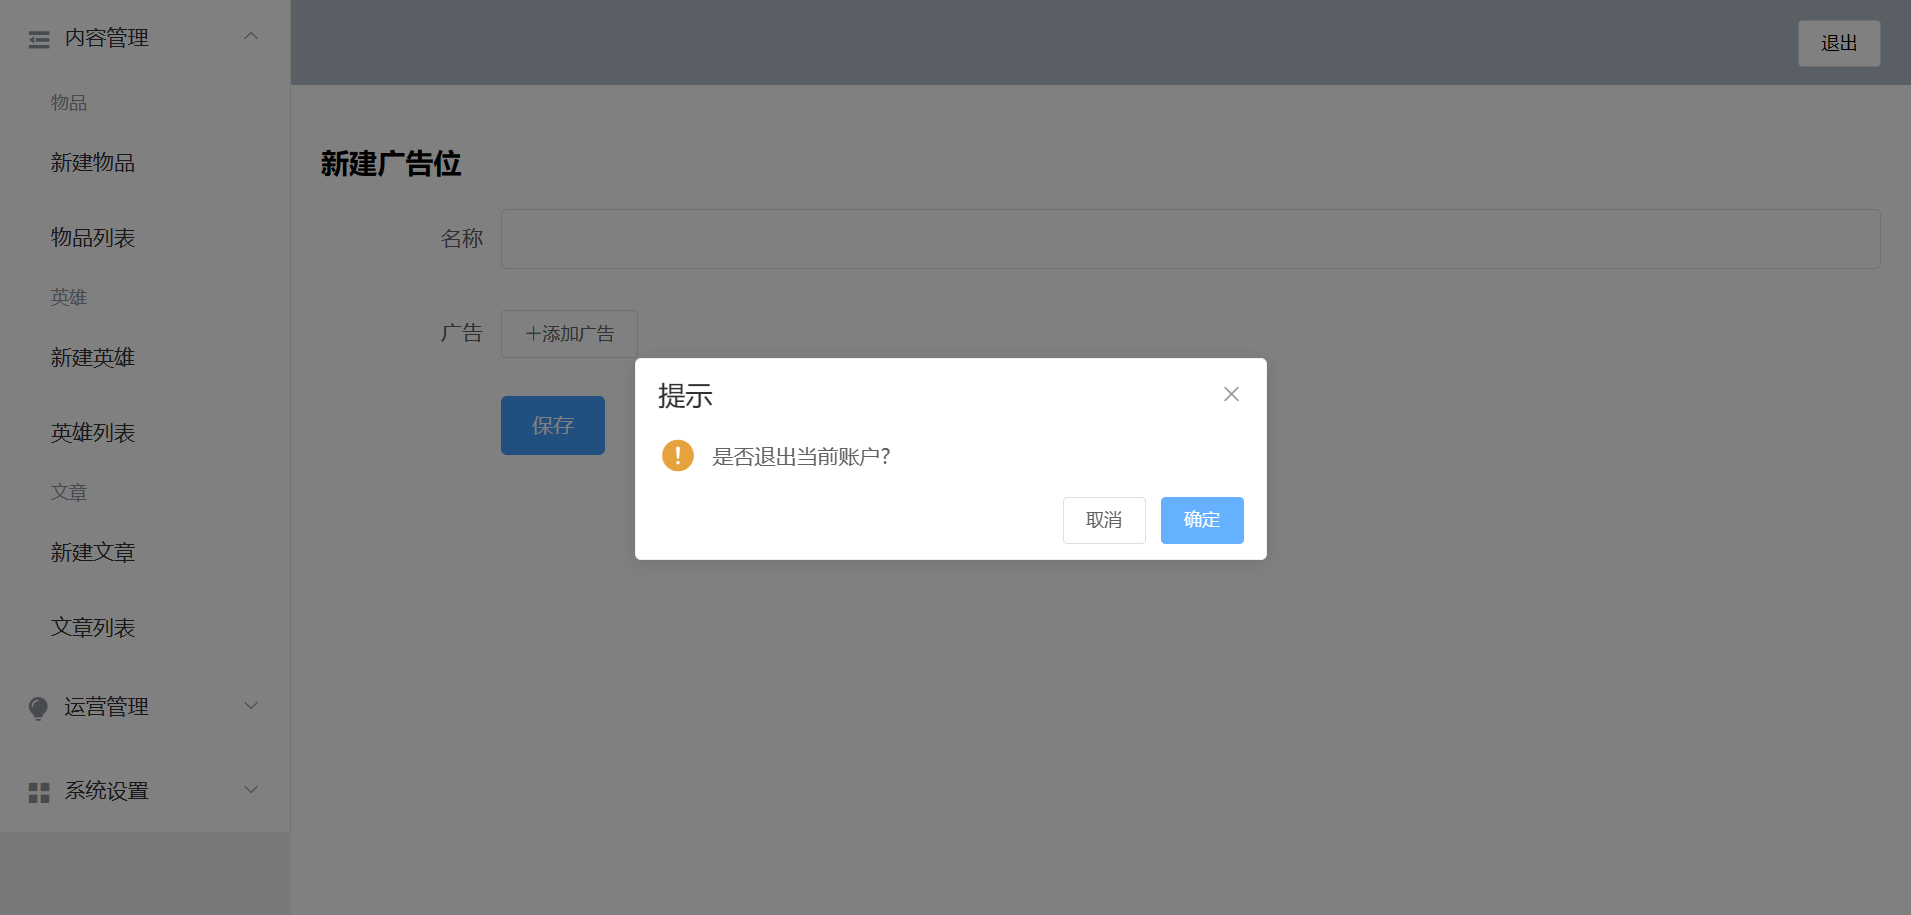 内容管理
物品
新建物品
物品列表
英雄
新建英雄
英雄列表
文章
新建文章
文章列表
运营管理
系统设置
退出
新建广告位
名称
广告
+添加广告
保存
提示
是否退出当前账户?
取消
确定